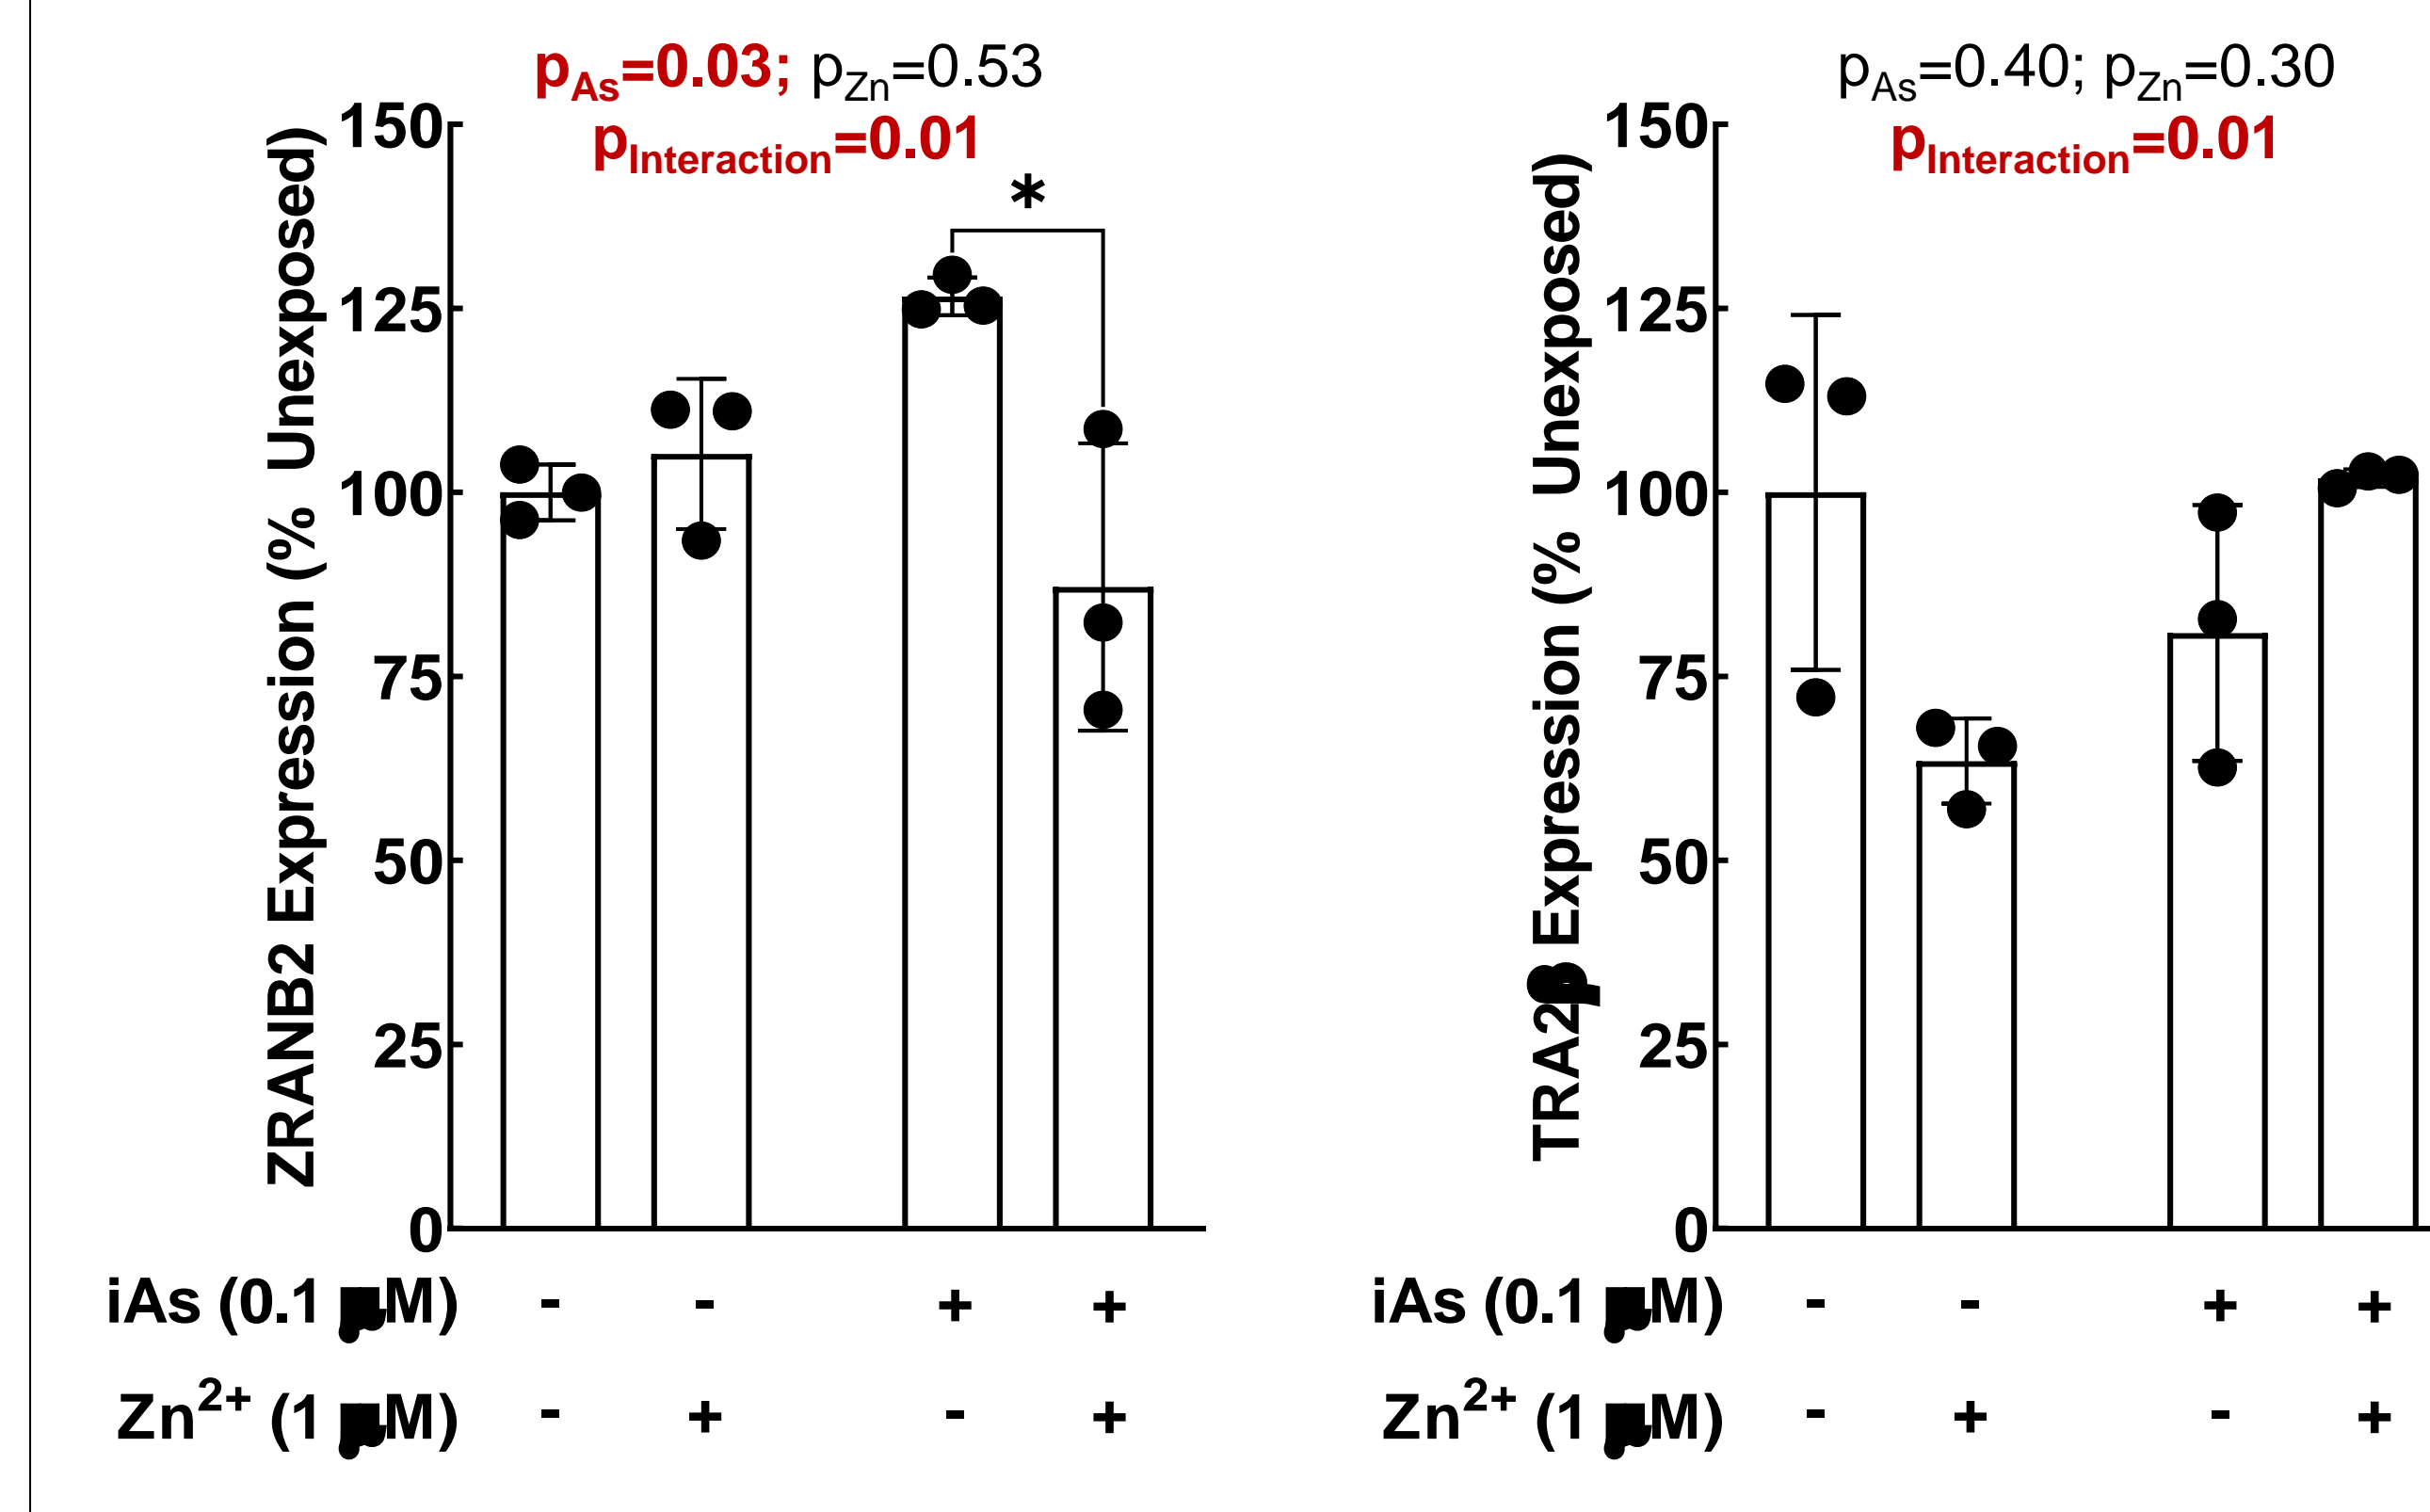 pAs=0.03; pZn=0.53
pInteraction=0.01
*
ZRANB2 Expression (% Unexposed)
150
125
100
75
50
25
0
iAs (0.1 µM) - - + +
Zn2+ (1 µM) - + - +
pAs=0.40; pZn=0.30
pInteraction=0.01
TRA2β Expression (% Unexposed)
150
125
100
75
50
25
0
iAs (0.1 µM) - - + +
Zn2+ (1 µM) - + - +